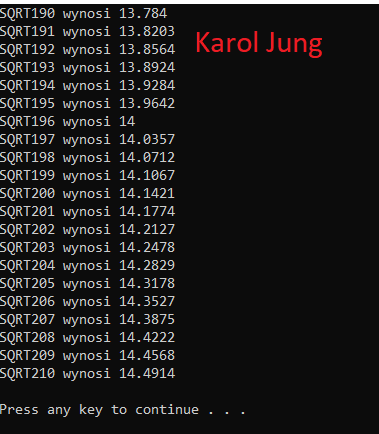 SQRT190 wynosi 13.784
SQRT191 wynosi 13.8203
Karol Jung
SQRT192 wynosi 13.8564
SQRT193 wynosi 13.8924
SQRT194 wynosi 13.9284
SQRT195 wynosi 13.9642
SQRT196 wynosi 14
SQRT197 wynosi 14.0357
SQRT198 wynosi 14.0712
SQRT199 wynosi 14.1067
SQRT200 wynosi 14.1421
SQRT201 wynosi 14.1774
SQRT202 wynosi 14.2127
SQRT203 wynosi 14.2478
SQRT204 wynosi 14.2829
SQRT205 wynosi 14.3178
SQRT206 wynosi 14.3527
SQRT207 wynosi 14.3875
SQRT208 wynosi 14.4222
SQRT209 wynosi 14.4568
SQRT210 wynosi 14.4914
Press any key to continue . . .